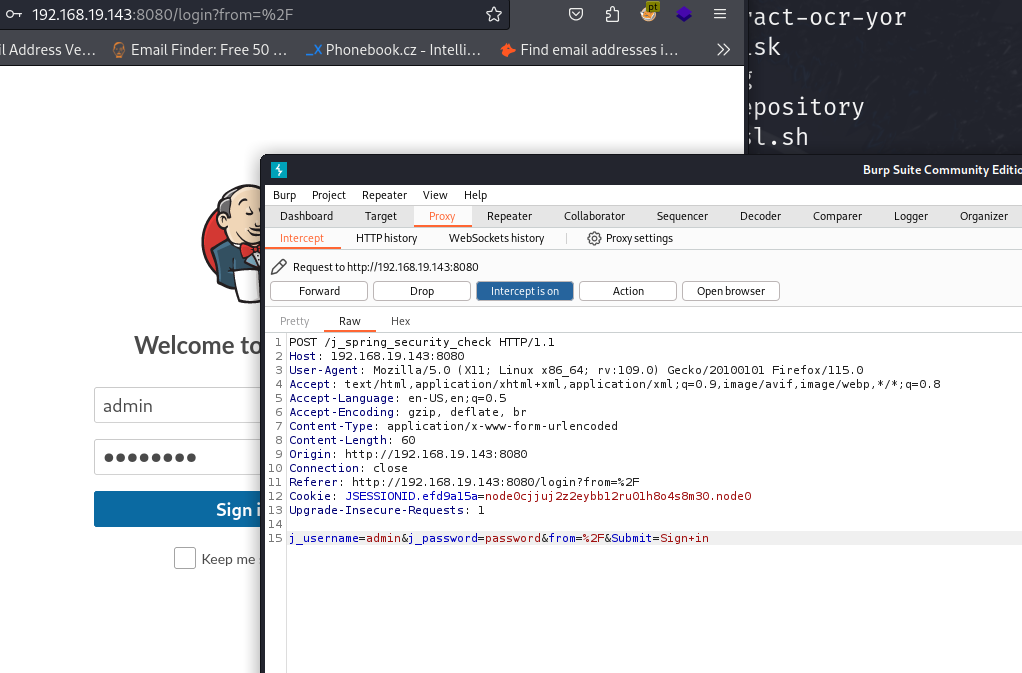 192.168.19.143:8080/login?from=%2F
il Address Ve…
Email Finder: Free 50 …
Phonebook.cz - Intelli…
Find email addresses i…
pt
ract-ocr-yor
sk
g
epository
sl.sh
Burp Suite Community Editio
Burp Project Repeater View Help
Dashboard Target Proxy Repeater Collaborator Sequencer Decoder Comparer Logger Organizer
Intercept HTTP history WebSockets history Proxy settings
Request to http://192.168.19.143:8080
Forward Drop Intercept is on Action Open browser
Pretty Raw Hex
1 POST /j_spring_security_check HTTP/1.1
2 Host: 192.168.19.143:8080
3 User-Agent: Mozilla/5.0 (X11; Linux x86_64; rv:109.0) Gecko/20100101 Firefox/115.0
4 Accept: text/html,application/xhtml+xml,application/xml;q=0.9,image/avif,image/webp,*/*;q=0.8
5 Accept-Language: en-US,en;q=0.5
6 Accept-Encoding: gzip, deflate, br
7 Content-Type: application/x-www-form-urlencoded
8 Content-Length: 60
9 Origin: http://192.168.19.143:8080
10 Connection: close
11 Referer: http://192.168.19.143:8080/login?from=%2F
12 Cookie: JSESSIONID.efd9a15a=node0cjjuj2z2eybb12ru01h8o4s8m30.node0
13 Upgrade-Insecure-Requests: 1
14
15 j_username=admin&j_password=password&from=%2F&Submit=Sign+in
Welcome to
admin
●●●●●●●●
Sign i
Keep me